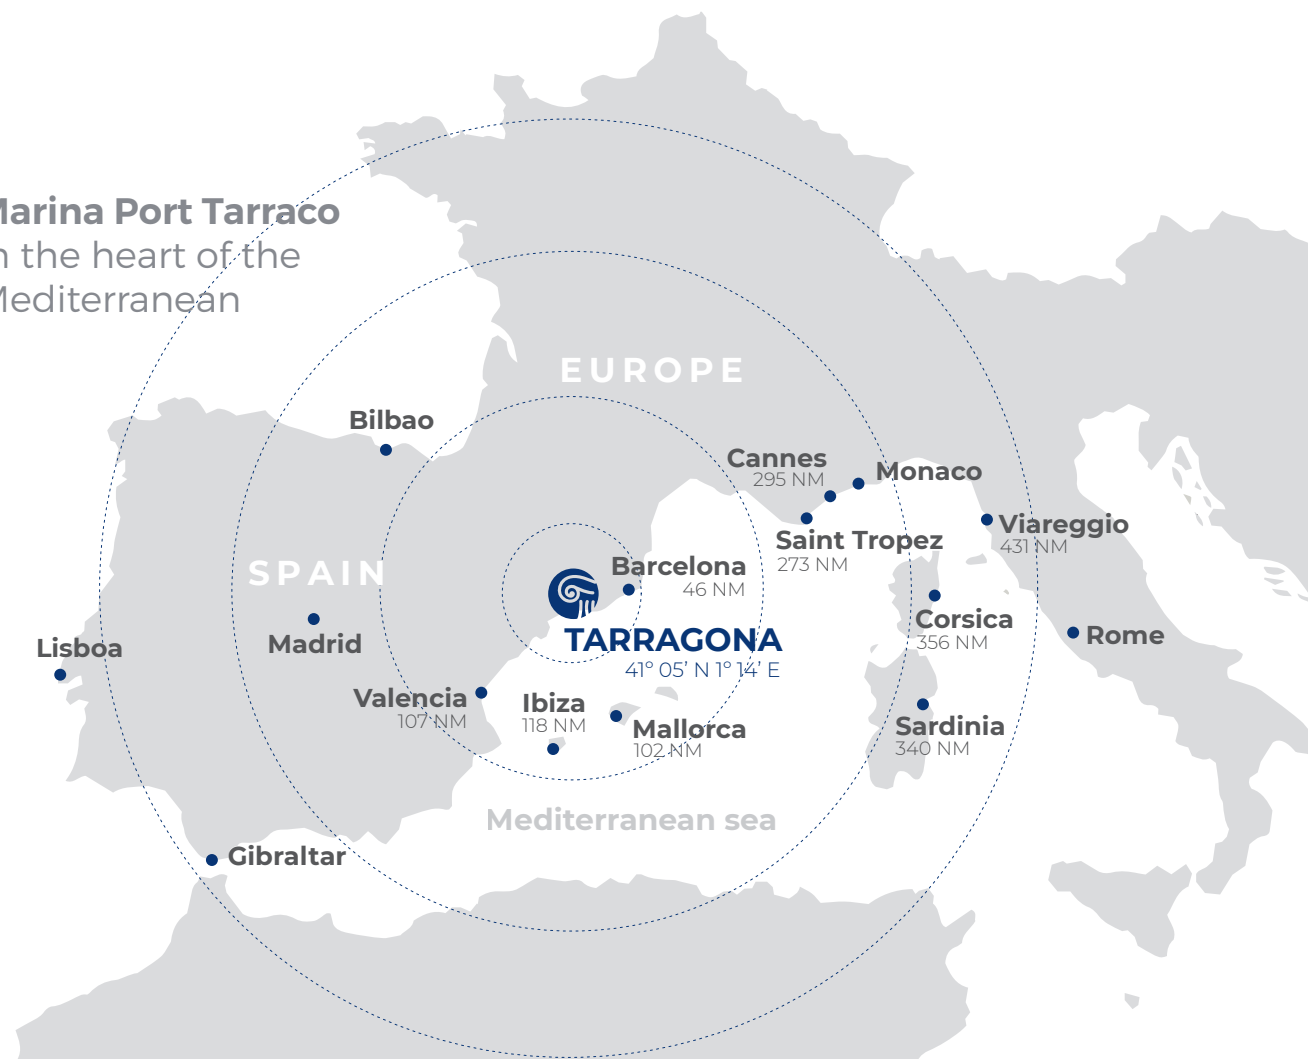 Marina Port Tarraco
n the heart of the
Mediterranean
EUROPE
Bilbao
Cannes
295 NM
Monaco
Viareggio
431 NM
Saint Tropez
273 NM
SPAIN
Barcelona
46 NM
Corsica
356 NM
Rome
TARRAGONA
41º 05’ N 1º 14’ E
Madrid
Lisboa
Valencia
107 NM
Ibiza
118 NM
Mallorca
102 NM
Sardinia
340 NM
Mediterranean sea
Gibraltar